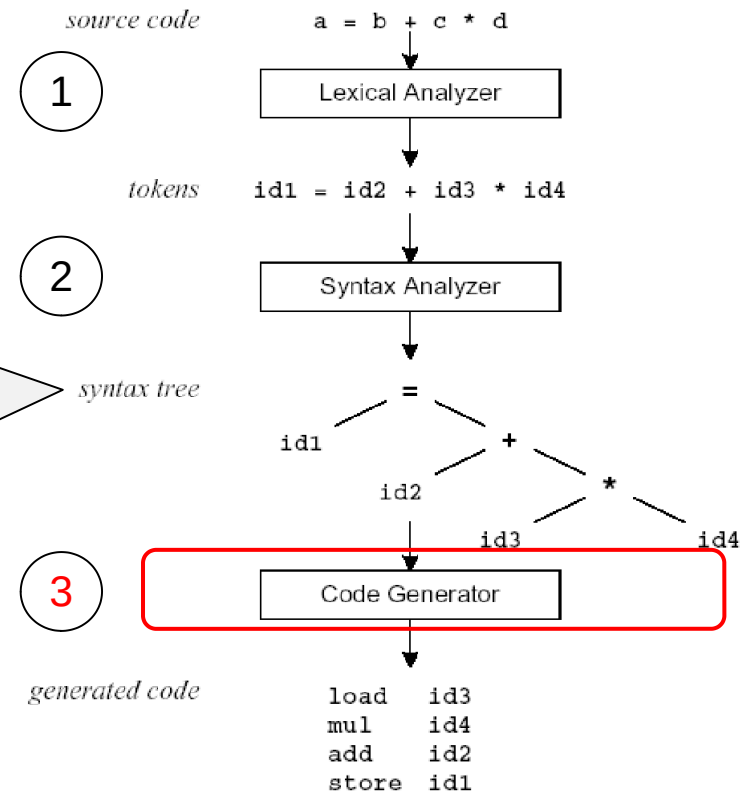 source code a = b + c * d
1
Lexical Analyzer
tokens id1 = id2 + id3 * id4
2
Syntax Analyzer
syntax tree =
id1 +
id2 *
id3 id4
3
Code Generator
generated code load id3
mul id4
add id2
store id1